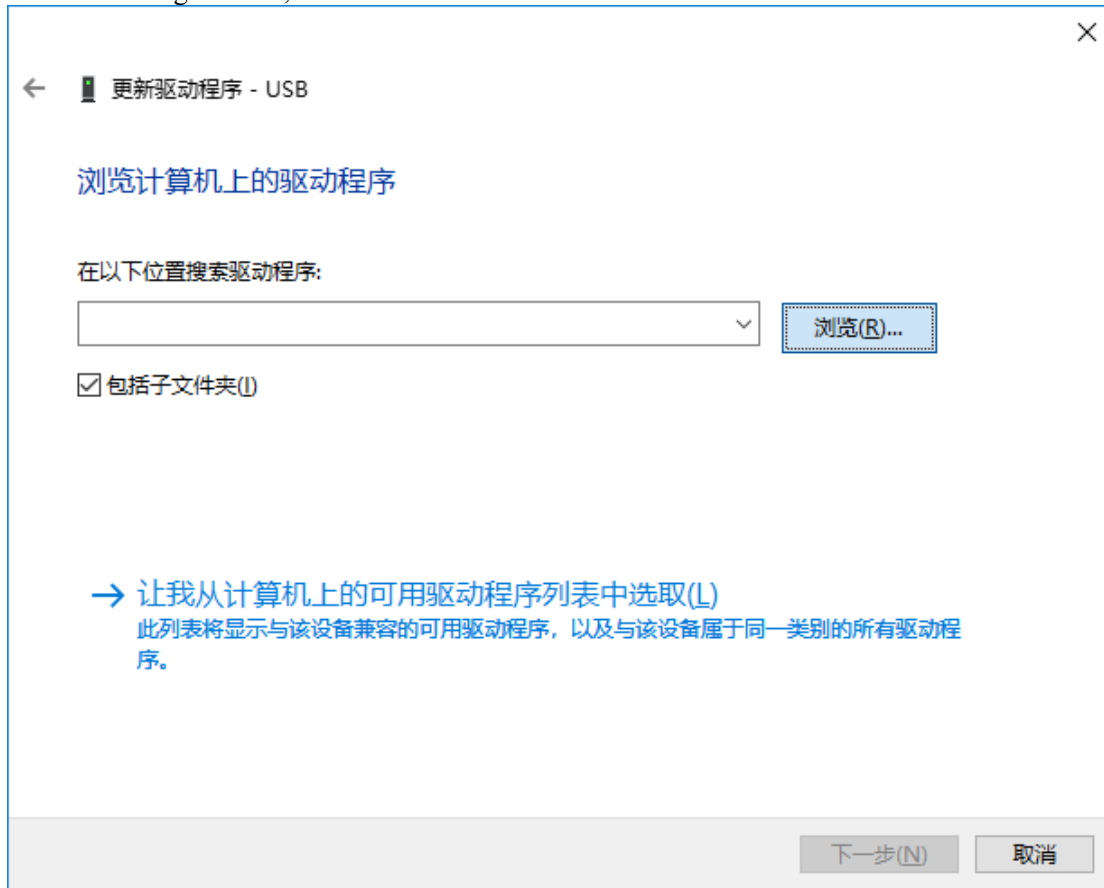 更新驱动程序 - USB
浏览计算机上的驱动程序
在以下位置搜索驱动程序:
浏览(R)...
包括子文件夹(I)
让我从计算机上的可用驱动程序列表中选取(L)
此列表将显示与该设备兼容的可用驱动程序，以及与该设备属于同一类别的所有驱动程
序。
下一步(N)
取消